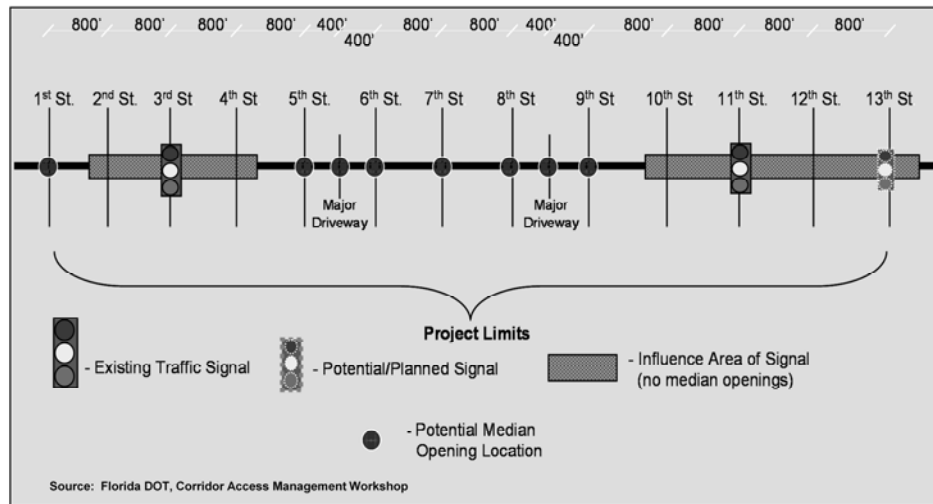 800' 800' 800' 800' 400' 800' 800' 400' 800' 800' 800' 800'
400' 400'
1st St. 2nd St. 3rd St 4th St 5th St. 6th St. 7th St 8th St 9th St 10th St. 11th St. 12th St. 13th St
Major Driveway
Major Driveway
Project Limits
- Existing Traffic Signal
- Potential/Planned Signal
- Influence Area of Signal
(no median openings)
- Potential Median
Opening Location
Source: Florida DOT, Corridor Access Management Workshop